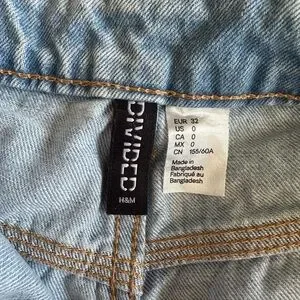 DIVIDED
H&M
EUR 32
US 0
CA 0
MX 0
CN 155/60A
Made in
Bangladesh
Fabriqué au
Bangladesh